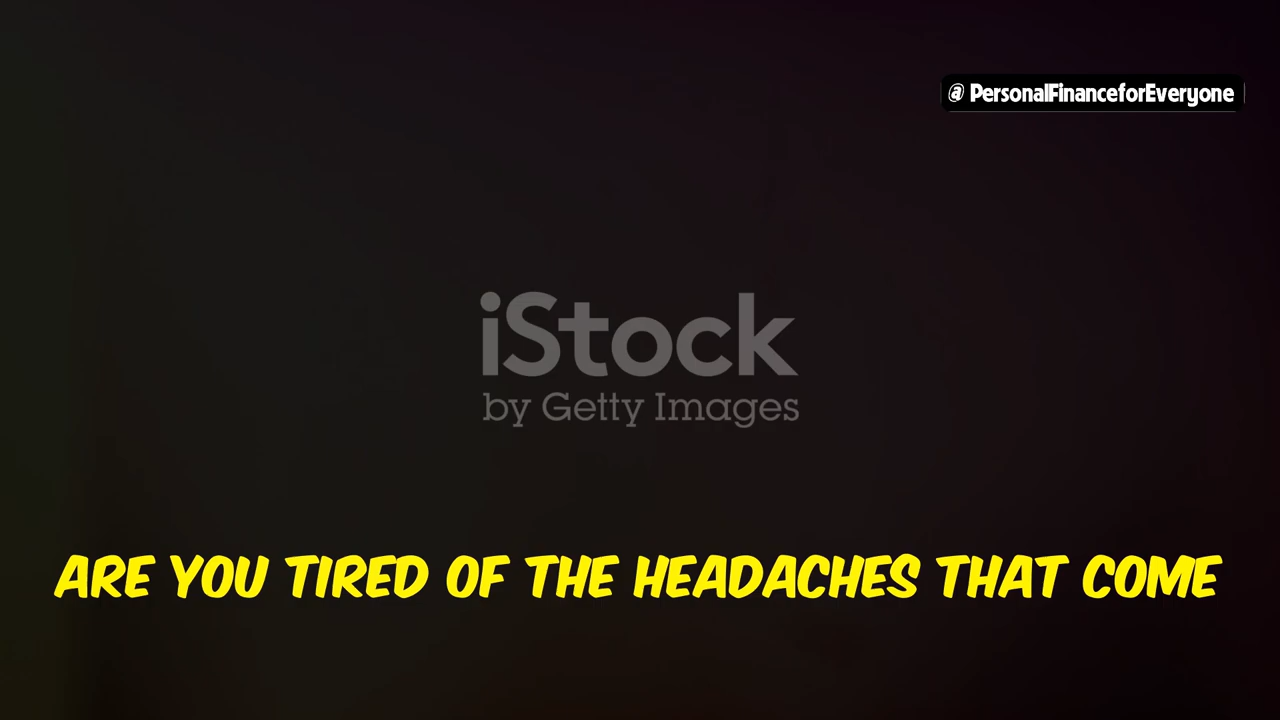 @ PersonalFinanceforEveryone
iStock
by Getty Images
ARE YOU TIRED OF THE HEADACHES THAT COME